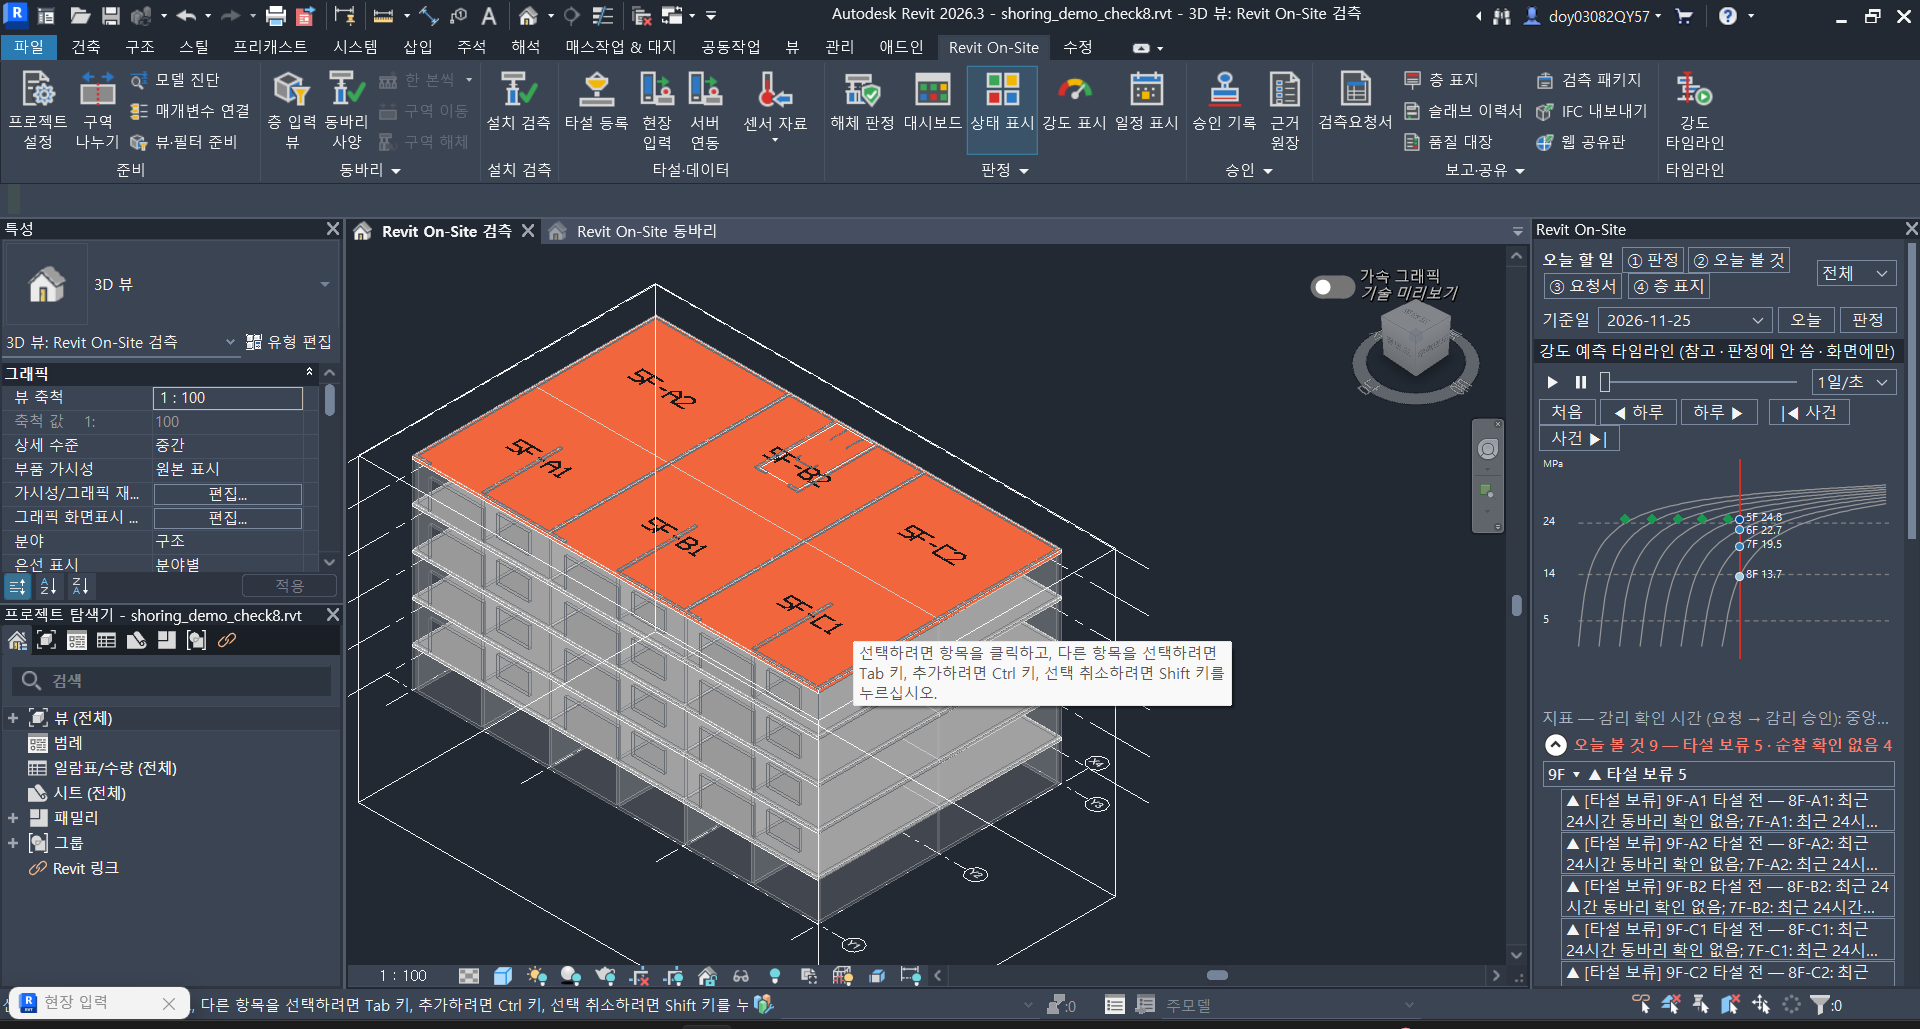 Autodesk Revit 2026.3 - shoring_demo_check8.rvt - 3D 뷰: Revit On-Site 검측
doy03082QY57
파일 건축 구조 스틸 프리캐스트 시스템 삽입 주석 해석 매스작업 & 대지 공동작업 뷰 관리 애드인 Revit On-Site 수정
프로젝트 설정
구역 나누기
모델 진단
매개변수 연결
뷰·필터 준비
준비
층 입력 뷰
동바리 사양
한 본씩
구역 이동
구역 해제
동바리
설치 검측
설치 검측
타설 등록
현장 입력
서버 연동
센서 자료
타설·데이터
해체 판정
대시보드
상태 표시
강도 표시
일정 표시
판정
승인 기록
근거 원장
승인
검측요청서
층 표지
슬래브 이력서
품질 대장
검측 패키지
IFC 내보내기
웹 공유판
보고·공유
강도 타임라인
타임라인
특성
3D 뷰
3D 뷰: Revit On-Site 검측
유형 편집
그래픽
뷰 축척 1 : 100
축척 값 1: 100
상세 수준 중간
부품 가시성 원본 표시
가시성/그래픽 재... 편집...
그래픽 화면표시 ... 편집...
분야 구조
은선 표시 분야별
적용
프로젝트 탐색기 - shoring_demo_check8.rvt
검색
뷰 (전체)
범례
일람표/수량 (전체)
시트 (전체)
패밀리
그룹
Revit 링크
Revit On-Site 검측
Revit On-Site 동바리
가속 그래픽
기술 미리보기
5F-A2
5F-A1
5F-B2
5F-B1
5F-C2
5F-C1
선택하려면 항목을 클릭하고, 다른 항목을 선택하려면
Tab 키, 추가하려면 Ctrl 키, 선택 취소하려면 Shift 키를
누르십시오.
X4
Y3
Y2
Y1
1 : 100
Revit On-Site
오늘 할 일 ① 판정 ② 오늘 볼 것 전체
③ 요청서 ④ 층 표지
기준일 2026-11-25 오늘 판정
강도 예측 타임라인 (참고 · 판정에 안 씀 · 화면에만)
1일/초
처음 ◀ 하루 하루 ▶ |◀ 사건
사건 ▶|
MPa
24
14
5
5F 24.8
6F 22.7
7F 19.5
8F 13.7
지표 — 감리 확인 시간 (요청 → 감리 승인): 중앙...
오늘 볼 것 9 — 타설 보류 5 · 순찰 확인 없음 4
9F ▾ ▲ 타설 보류 5
▲ [타설 보류] 9F-A1 타설 전 — 8F-A1: 최근
24시간 동바리 확인 없음; 7F-A1: 최근 24시...
▲ [타설 보류] 9F-A2 타설 전 — 8F-A2: 최근
24시간 동바리 확인 없음; 7F-A2: 최근 24시...
▲ [타설 보류] 9F-B2 타설 전 — 8F-B2: 최근 24
시간 동바리 확인 없음; 7F-B2: 최근 24시간...
▲ [타설 보류] 9F-C1 타설 전 — 8F-C1: 최근
24시간 동바리 확인 없음; 7F-C1: 최근 24시...
▲ [타설 보류] 9F-C2 타설 전 — 8F-C2: 최근
현장 입력
, 다른 항목을 선택하려면 Tab 키, 추가하려면 Ctrl 키, 선택 취소하려면 Shift 키를 누
:0
주모델
:0